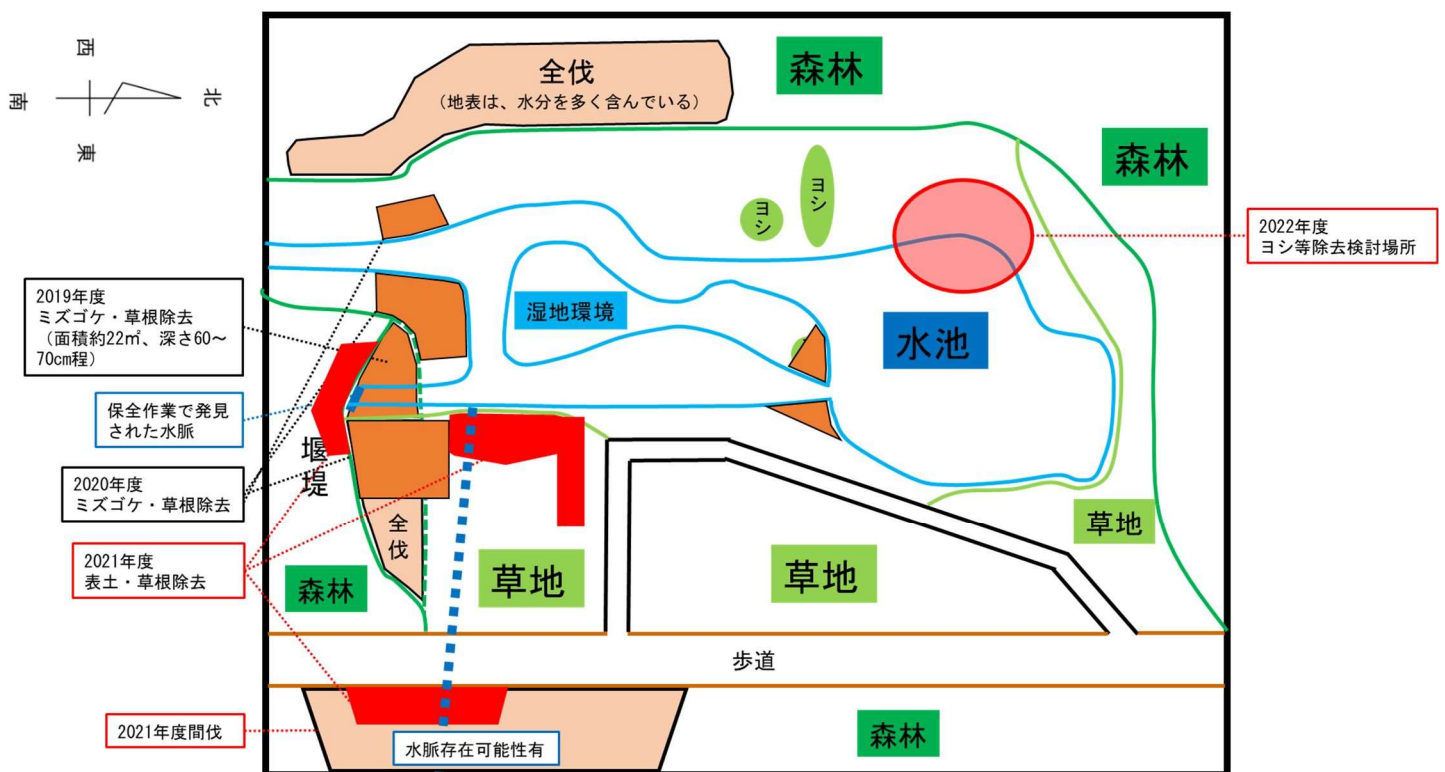 西
南
北
東
全伐
（地表は、水分を多く含んでいる）
森林
森林
ヨシ
ヨシ
2022年度
ヨシ等除去検討場所
2019年度
ミズゴケ・草根除去
（面積約22㎡、深さ60～
70cm程）
湿地環境
水池
保全作業で発見
された水脈
堰堤
2020年度
ミズゴケ・草根除去
全伐
草地
草地
草地
2021年度
表土・草根除去
森林
歩道
2021年度間伐
水脈存在可能性有
森林